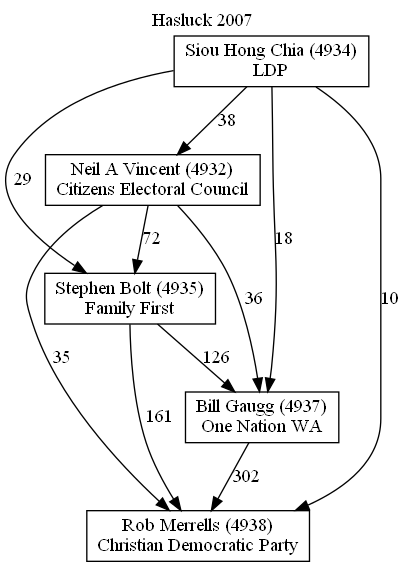 Hasluck 2007
Siou Hong Chia (4934)
LDP
38
Neil A Vincent (4932)
Citizens Electoral Council
29
72
18
Stephen Bolt (4935)
Family First
36
10
35
126
161
Bill Gaugg (4937)
One Nation WA
302
Rob Merrells (4938)
Christian Democratic Party